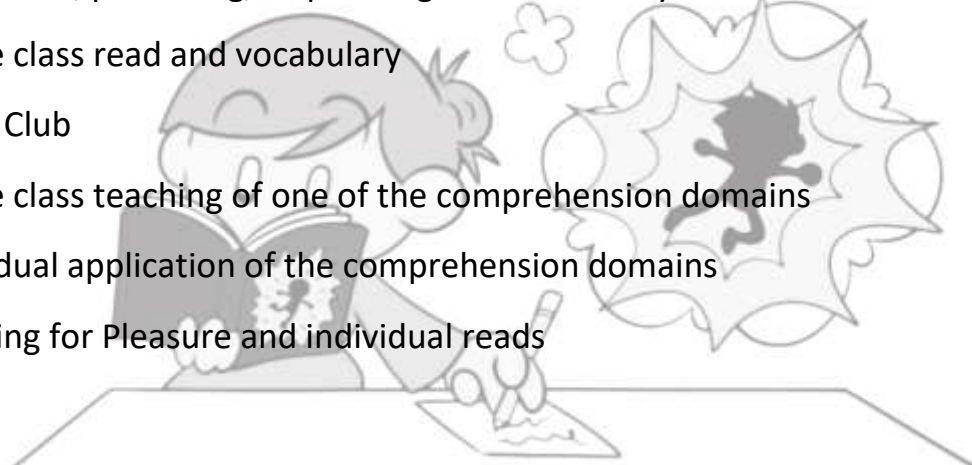 e class read and vocabulary
Club
e class teaching of one of the comprehension domains
dual application of the comprehension domains
ing for Pleasure and individual reads